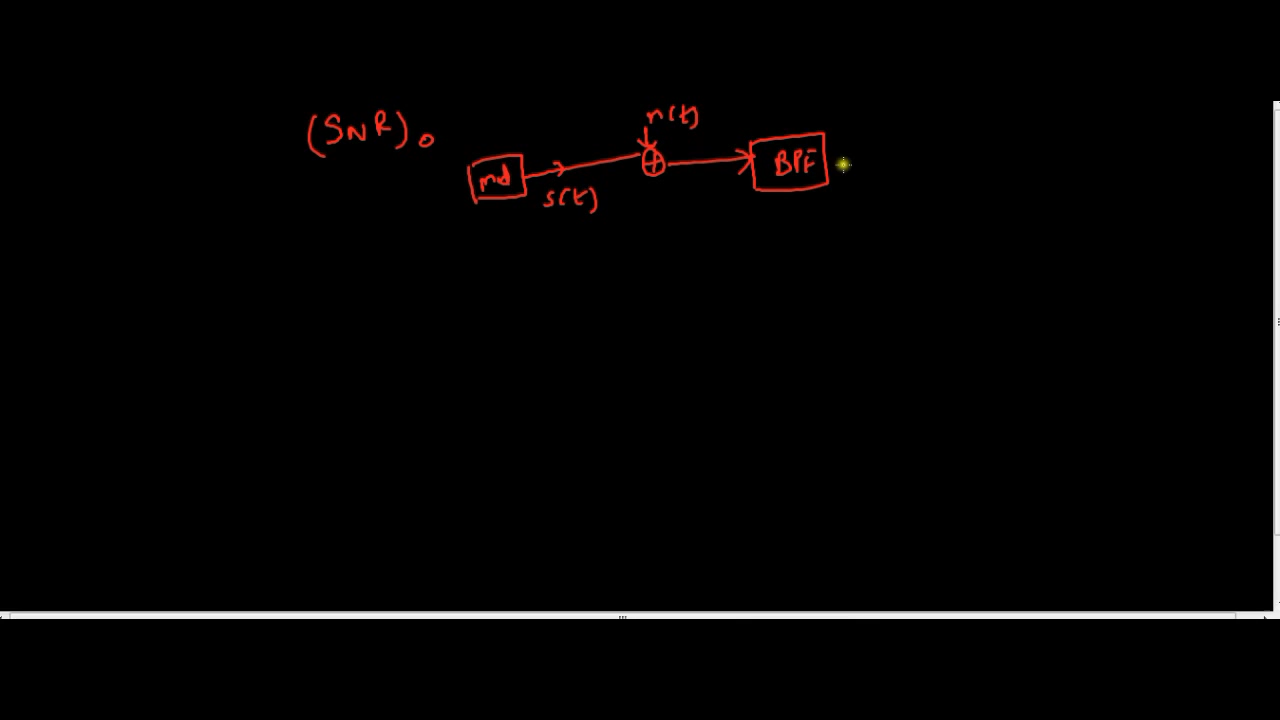 (SNR)o
n(t)
md
BPF
s(t)